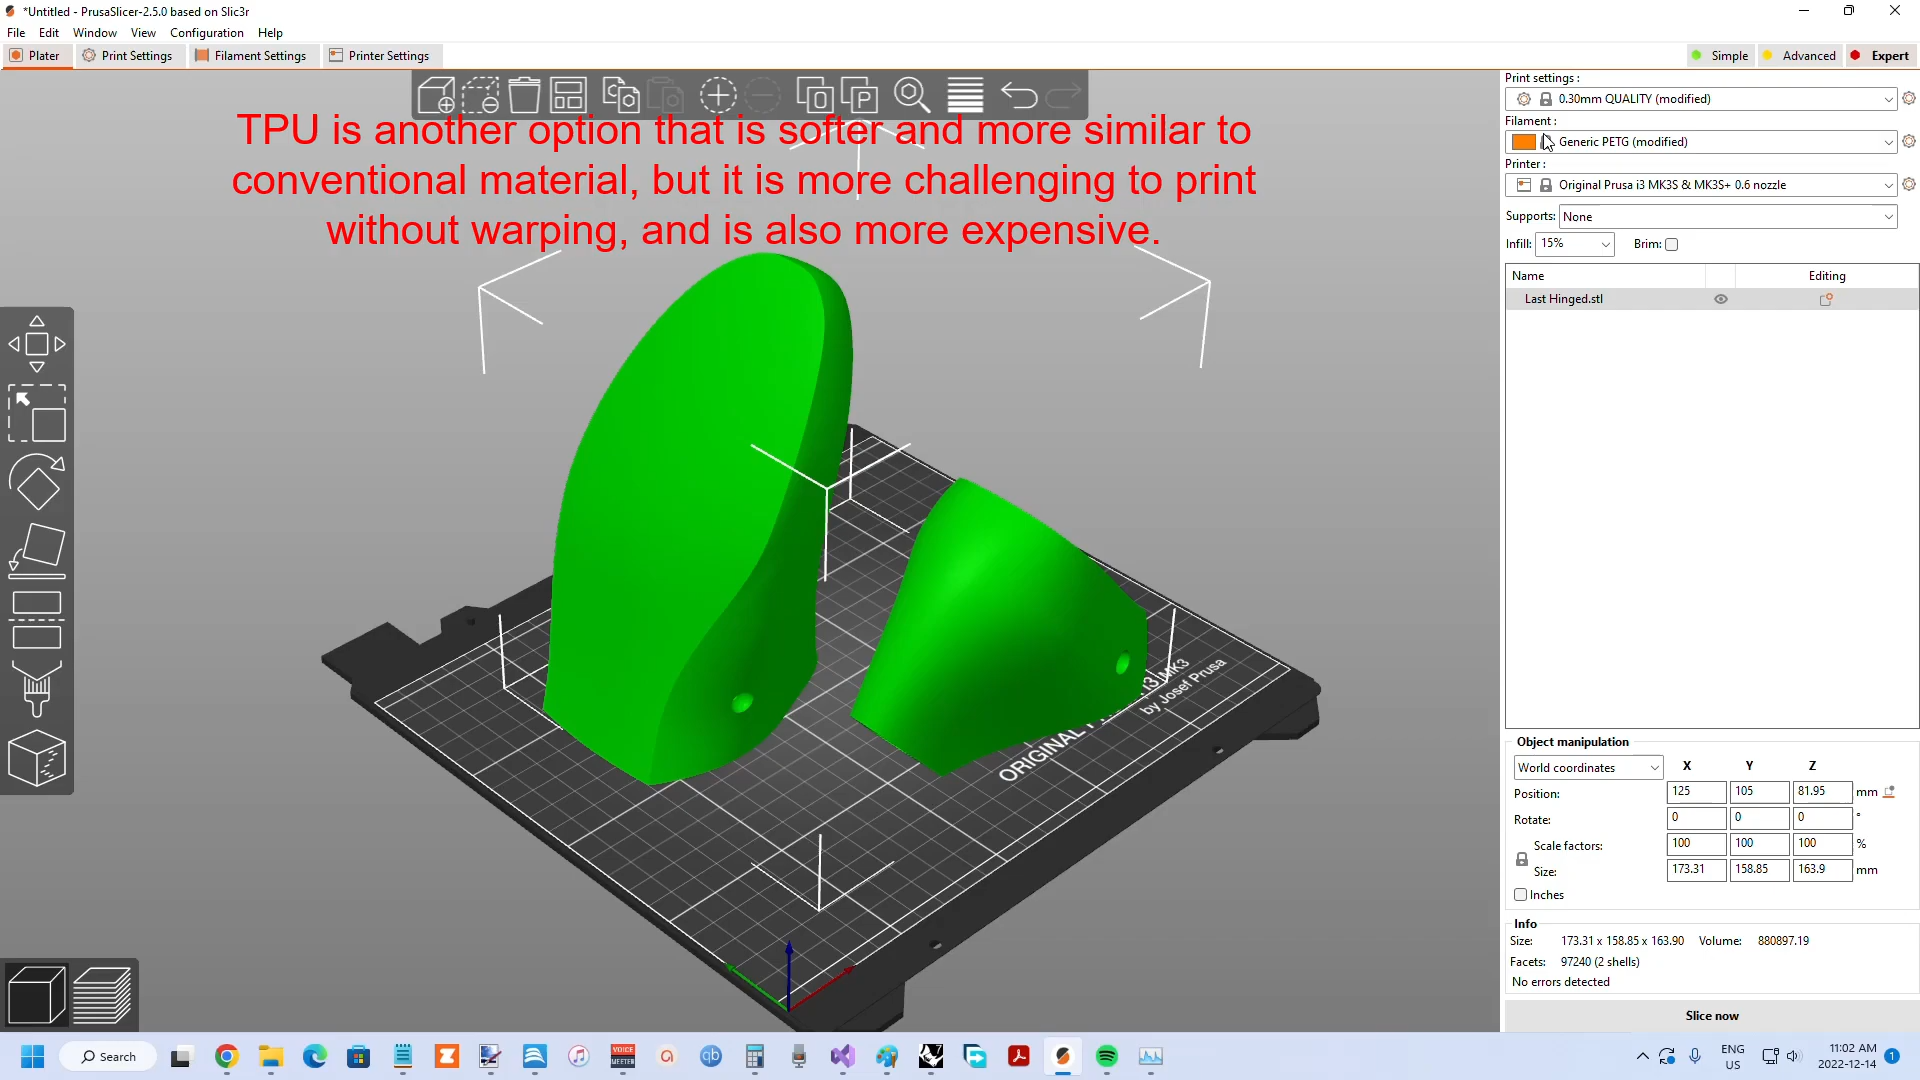 *Untitled - PrusaSlicer-2.5.0 based on Slic3r
File Edit Window View Configuration Help
Plater Print Settings Filament Settings Printer Settings
Simple Advanced Expert
TPU is another option that is softer and more similar to
conventional material, but it is more challenging to print
without warping, and is also more expensive.
Print settings :
0.30mm QUALITY (modified)
Filament :
Generic PETG (modified)
Printer :
Original Prusa i3 MK3S & MK3S+ 0.6 nozzle
Supports: None
Infill: 15% Brim:
Name Editing
Last Hinged.stl
by Josef Prusa
Object manipulation
World coordinates X Y Z
Position: 125 105 81.95 mm
Rotate: 0 0 0 °
Scale factors: 100 100 100 %
Size: 173.31 158.85 163.9 mm
Inches
Info
Size: 173.31 x 158.85 x 163.90 Volume: 880897.19
Facets: 97240 (2 shells)
No errors detected
Slice now
Search
VOICE
MEETER
qb
ENG
US
11:02 AM
2022-12-14
1